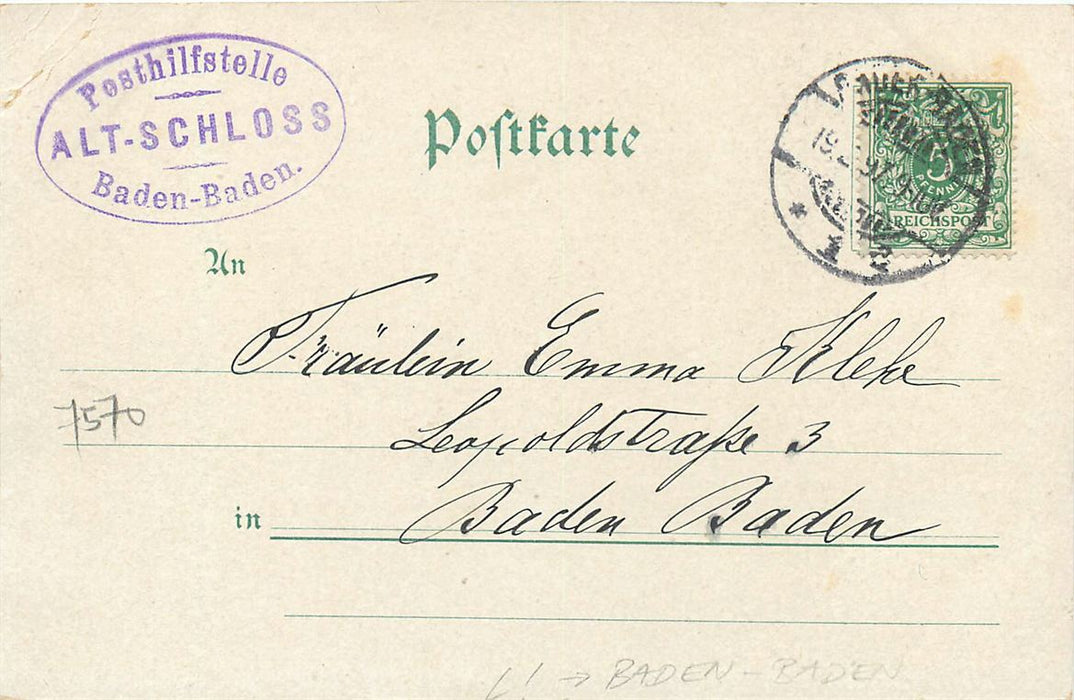 Posthilfstelle
ALT-SCHLOSS
Baden-Baden.
Postkarte
5
PFENNIG
REICHSPOST
An
Fräulein Emma
Leopoldstraße 3
in Baden Baden
7570
→ BADEN-BADEN